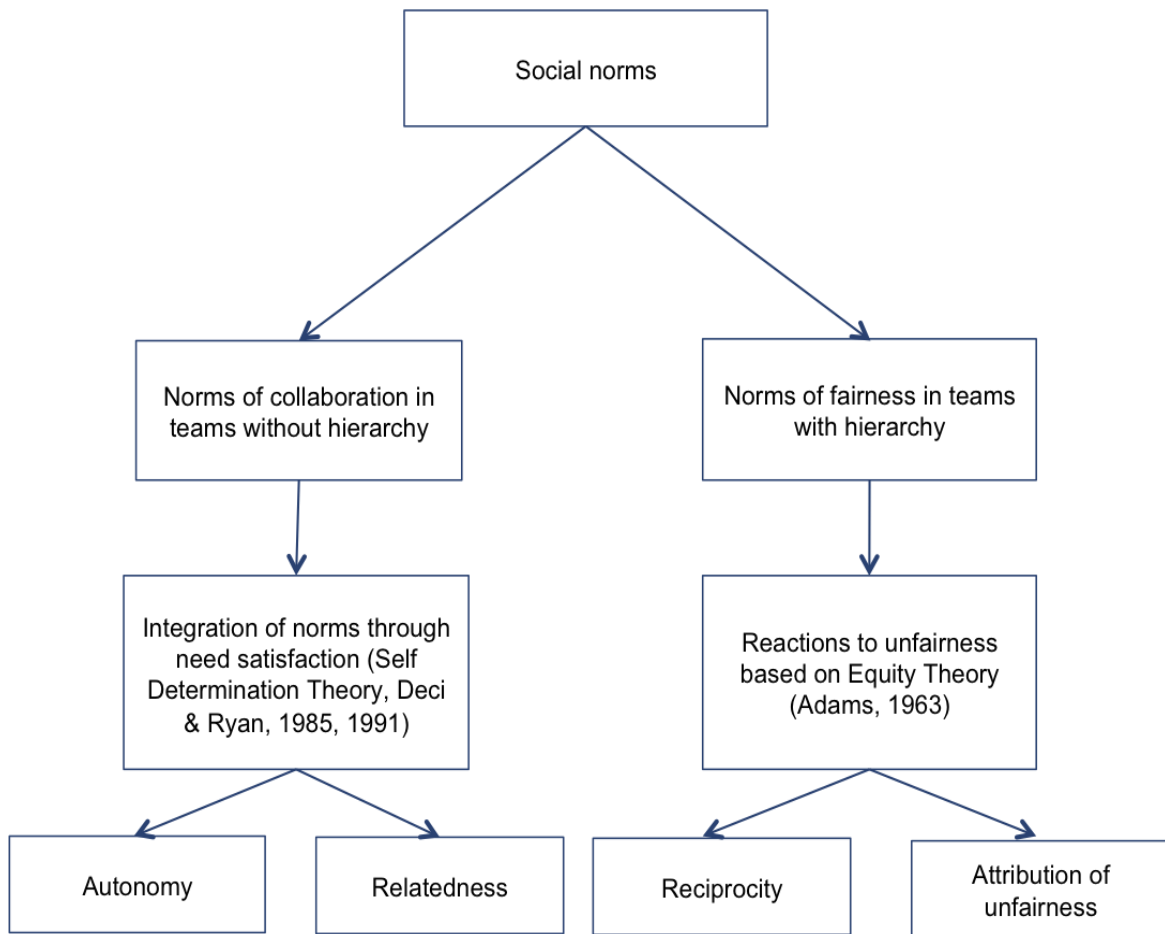 Social norms
Norms of collaboration in
teams without hierarchy
Norms of fairness in teams
with hierarchy
Integration of norms through
need satisfaction (Self
Determination Theory, Deci
& Ryan, 1985, 1991)
Reactions to unfairness
based on Equity Theory
(Adams, 1963)
Autonomy
Relatedness
Reciprocity
Attribution of
unfairness